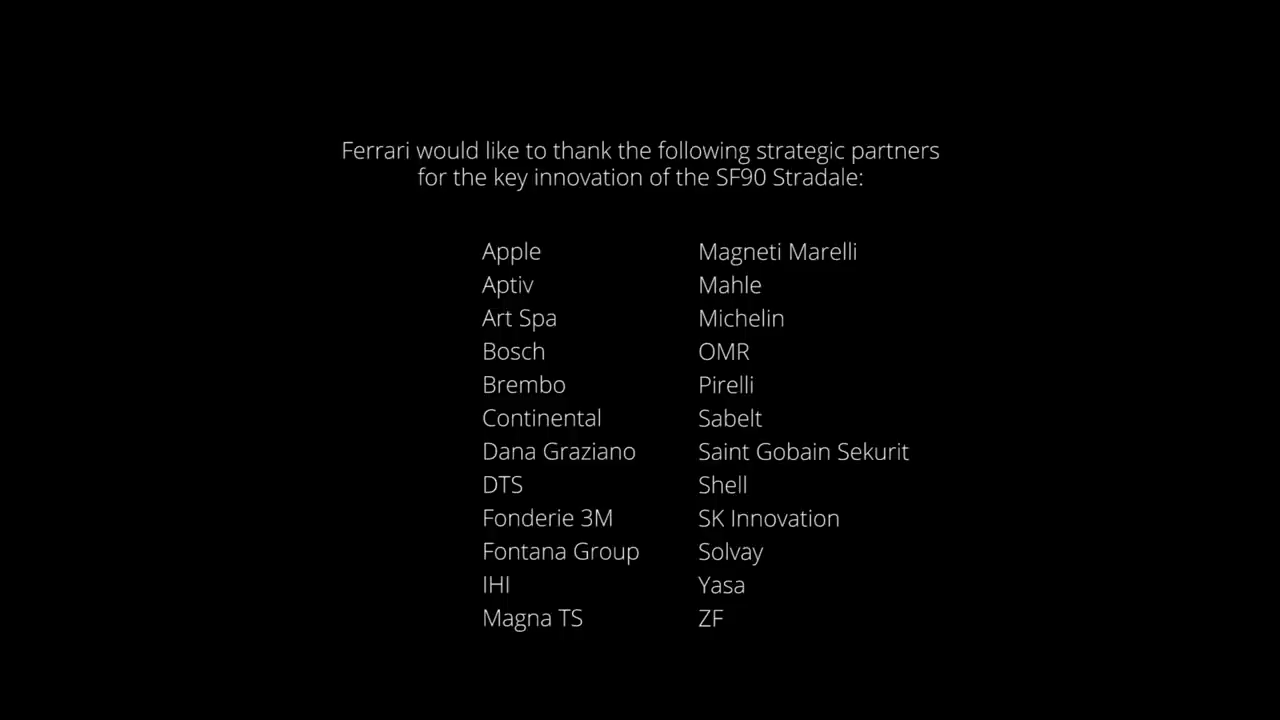 Ferrari would like to thank the following strategic partners
for the key innovation of the SF90 Stradale:
Apple
Aptiv
Art Spa
Bosch
Brembo
Continental
Dana Graziano
DTS
Fonderie 3M
Fontana Group
IHI
Magna TS
Magneti Marelli
Mahle
Michelin
OMR
Pirelli
Sabelt
Saint Gobain Sekurit
Shell
SK Innovation
Solvay
Yasa
ZF